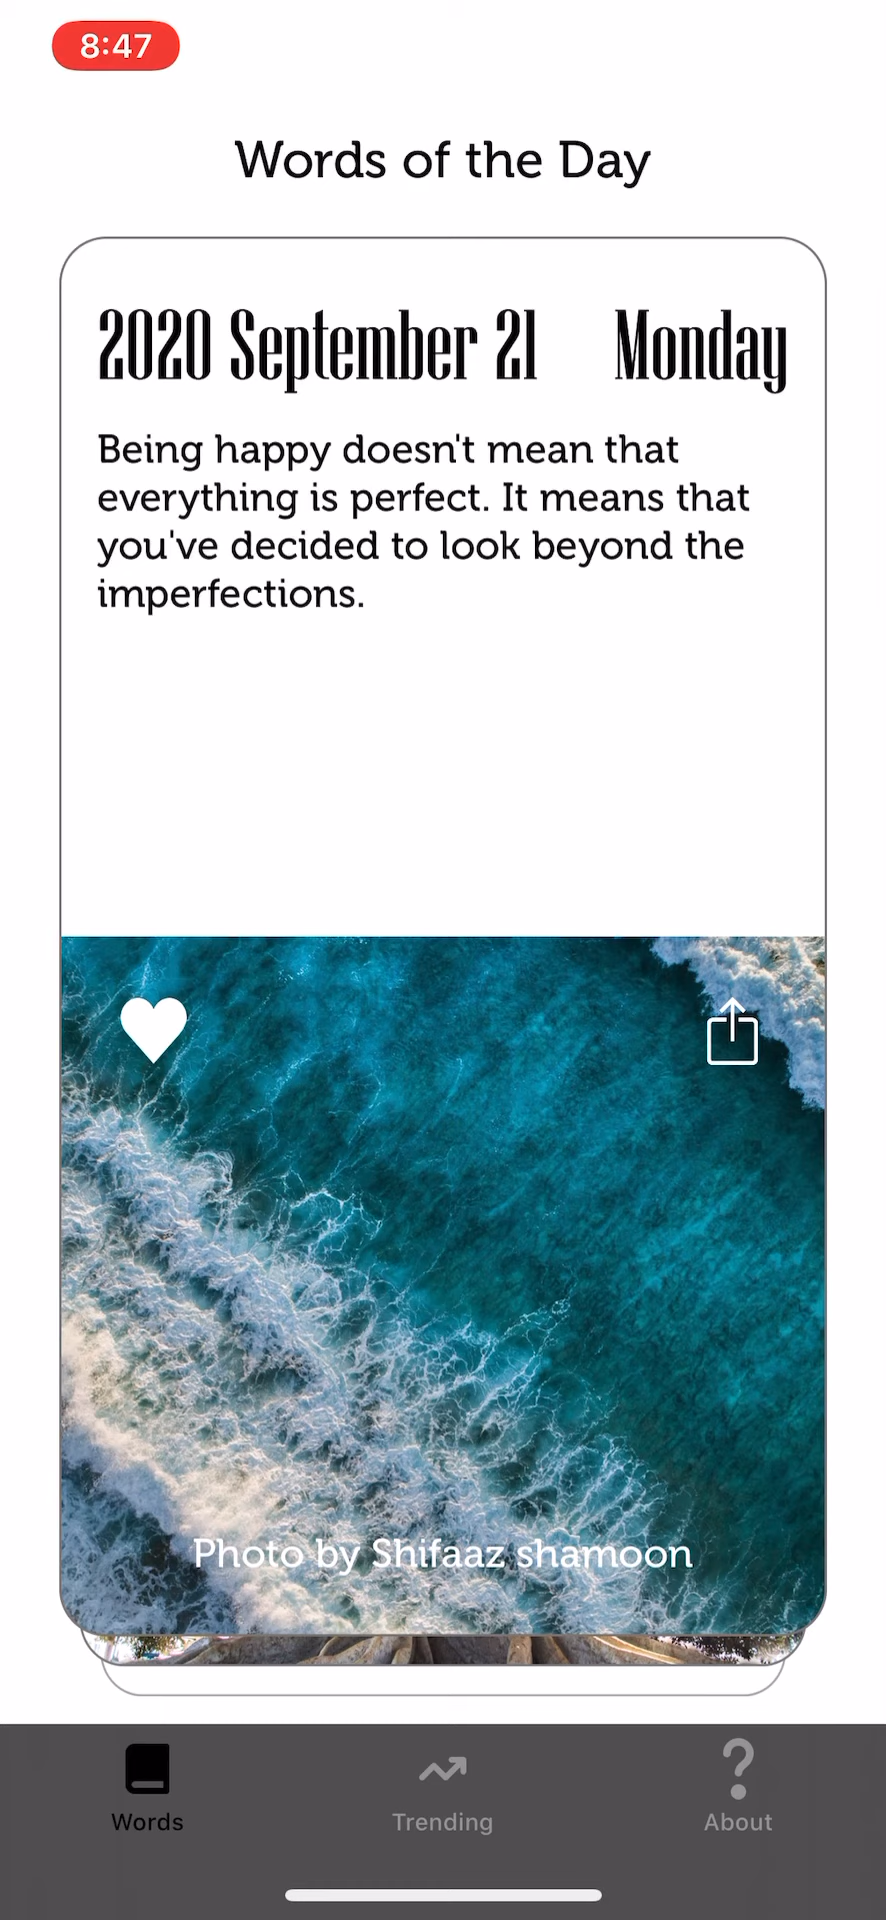 8:47
Words of the Day
2020 September 21 Monday
Being happy doesn't mean that
everything is perfect. It means that
you've decided to look beyond the
imperfections.
Photo by Shifaaz shamoon
Words Trending About